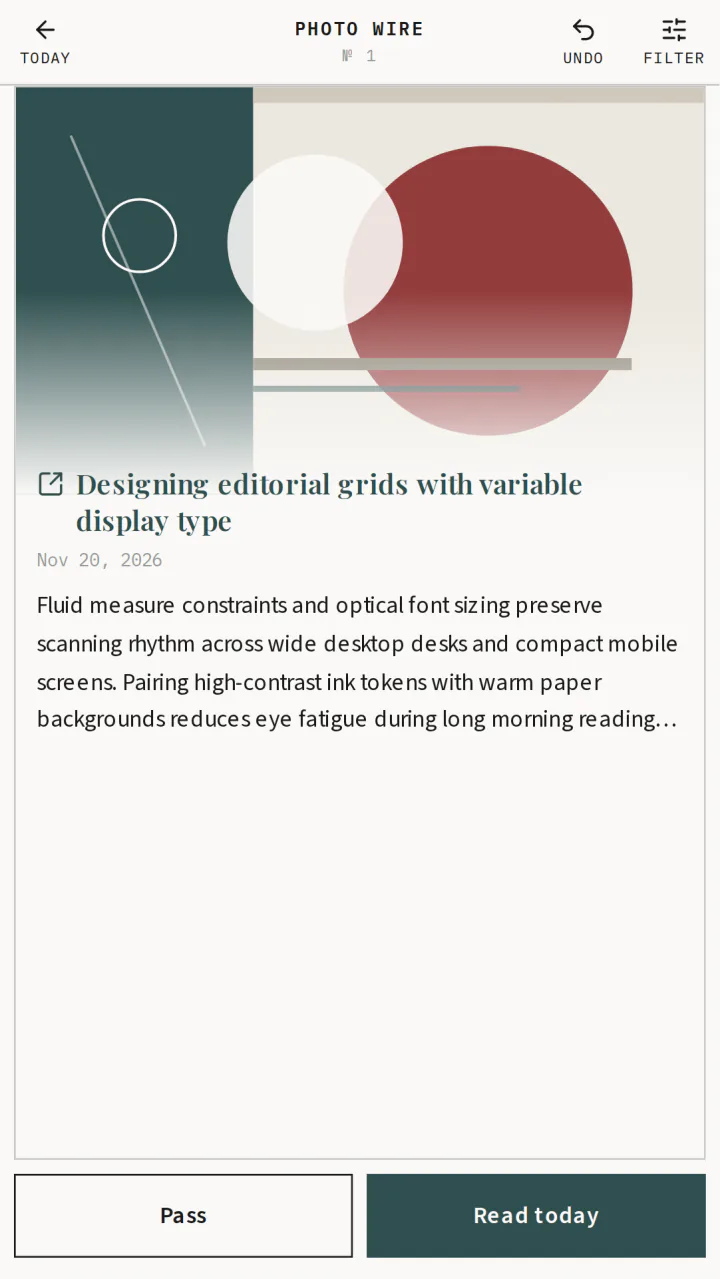 PHOTO WIRE
№ 1
TODAY
UNDO
FILTER
Designing editorial grids with variable
display type
Nov 20, 2026
Fluid measure constraints and optical font sizing preserve
scanning rhythm across wide desktop desks and compact mobile
screens. Pairing high-contrast ink tokens with warm paper
backgrounds reduces eye fatigue during long morning reading…
Pass
Read today